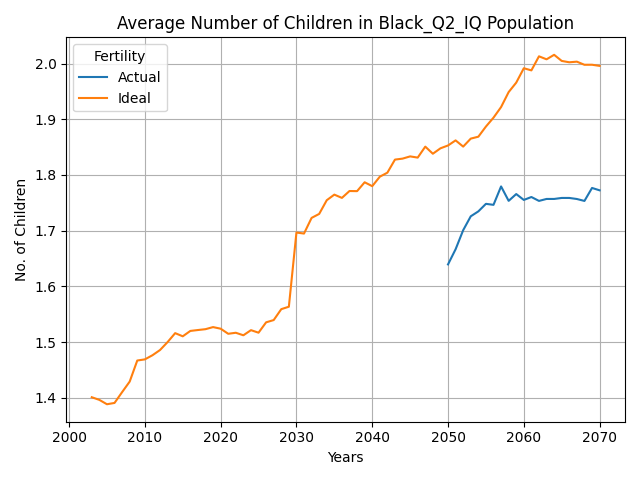 Average Number of Children in Black_Q2_IQ Population
Fertility
Actual
Ideal
No. of Children
2.0
1.9
1.8
1.7
1.6
1.5
1.4
2000 2010 2020 2030 2040 2050 2060 2070
Years